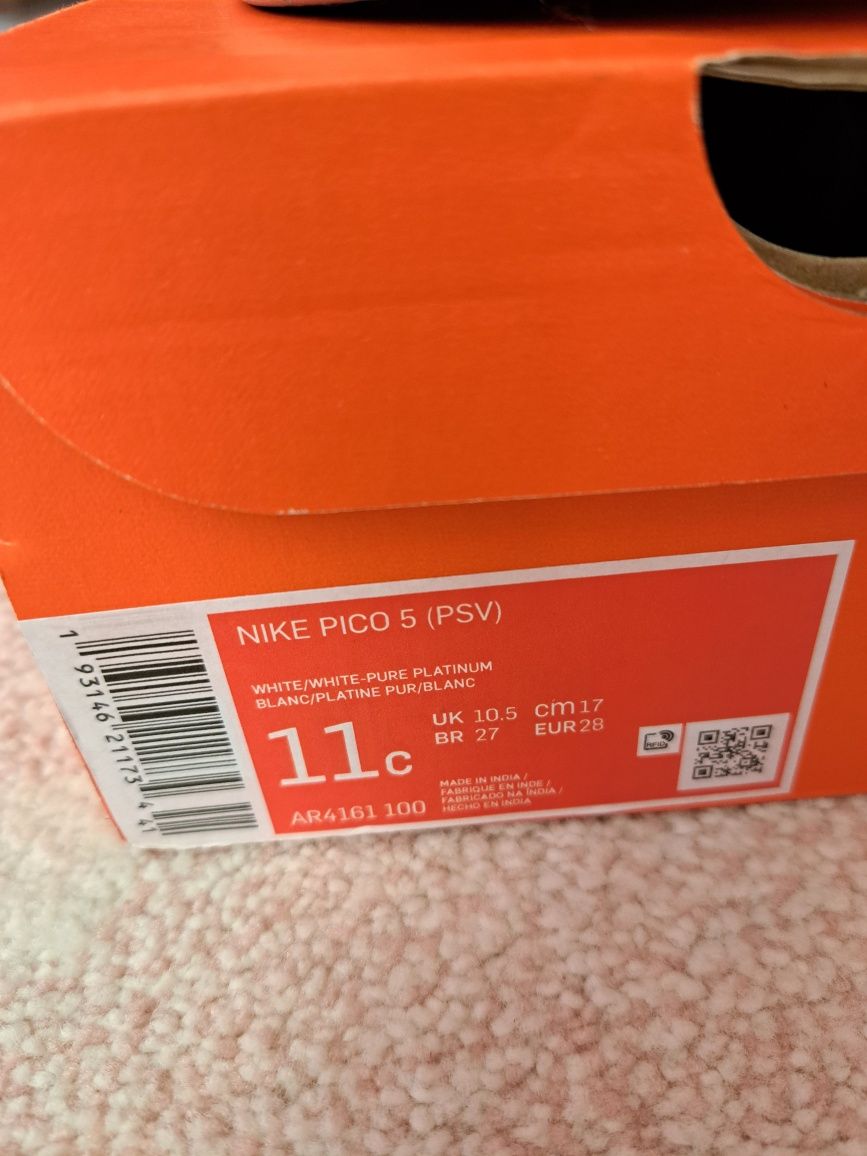 NIKE PICO 5 (PSV)
WHITE/WHITE-PURE PLATINUM
BLANC/PLATINE PUR/BLANC
11C
UK 10.5 cm 17
BR 27 EUR 28
AR4161 100
MADE IN INDIA /
FABRIQUE EN INDE /
FABRICADO NA ÍNDIA /
HECHO EN INDIA
RFID
1 93146 21173 4 41